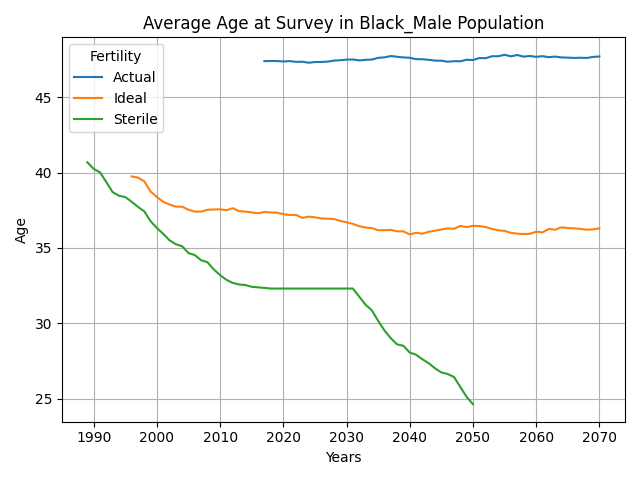 Average Age at Survey in Black_Male Population
Fertility
Actual
Ideal
Sterile
Age
45
40
35
30
25
1990 2000 2010 2020 2030 2040 2050 2060 2070
Years